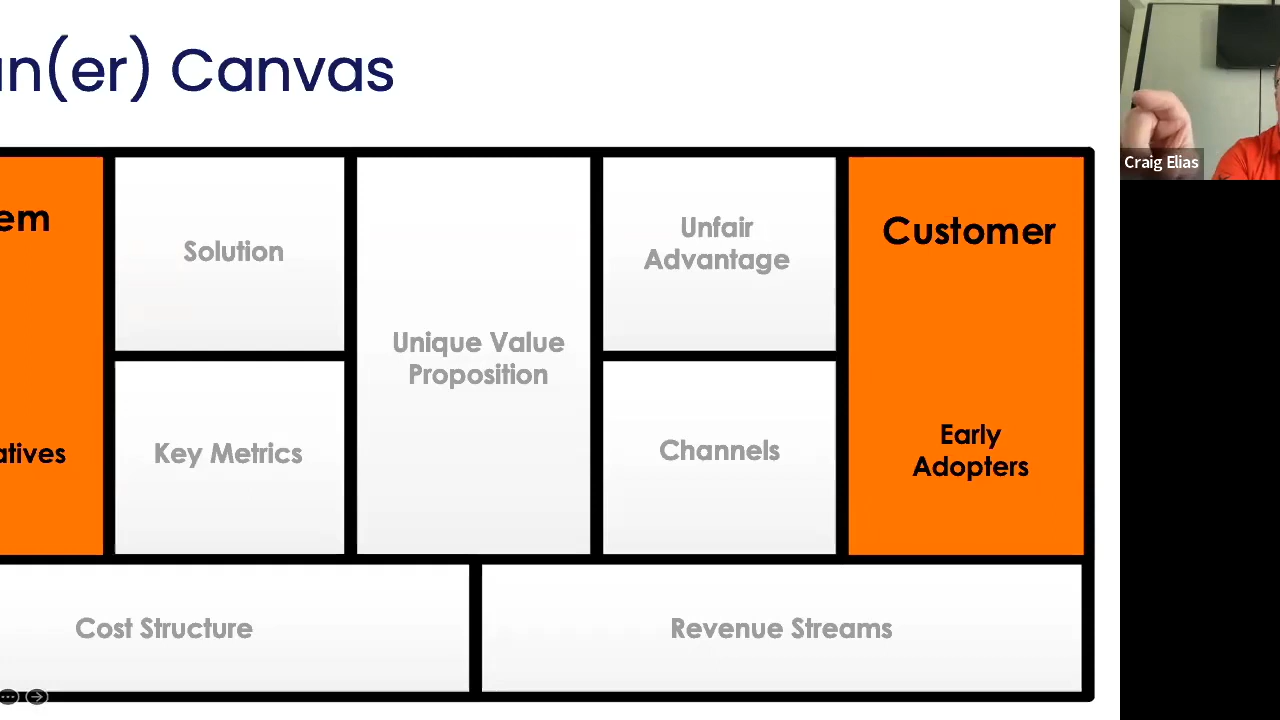 an(er) Canvas
em
Solution
Unfair
Advantage
Customer
Unique Value
Proposition
atives
Key Metrics
Channels
Early
Adopters
Cost Structure
Revenue Streams
Craig Elias